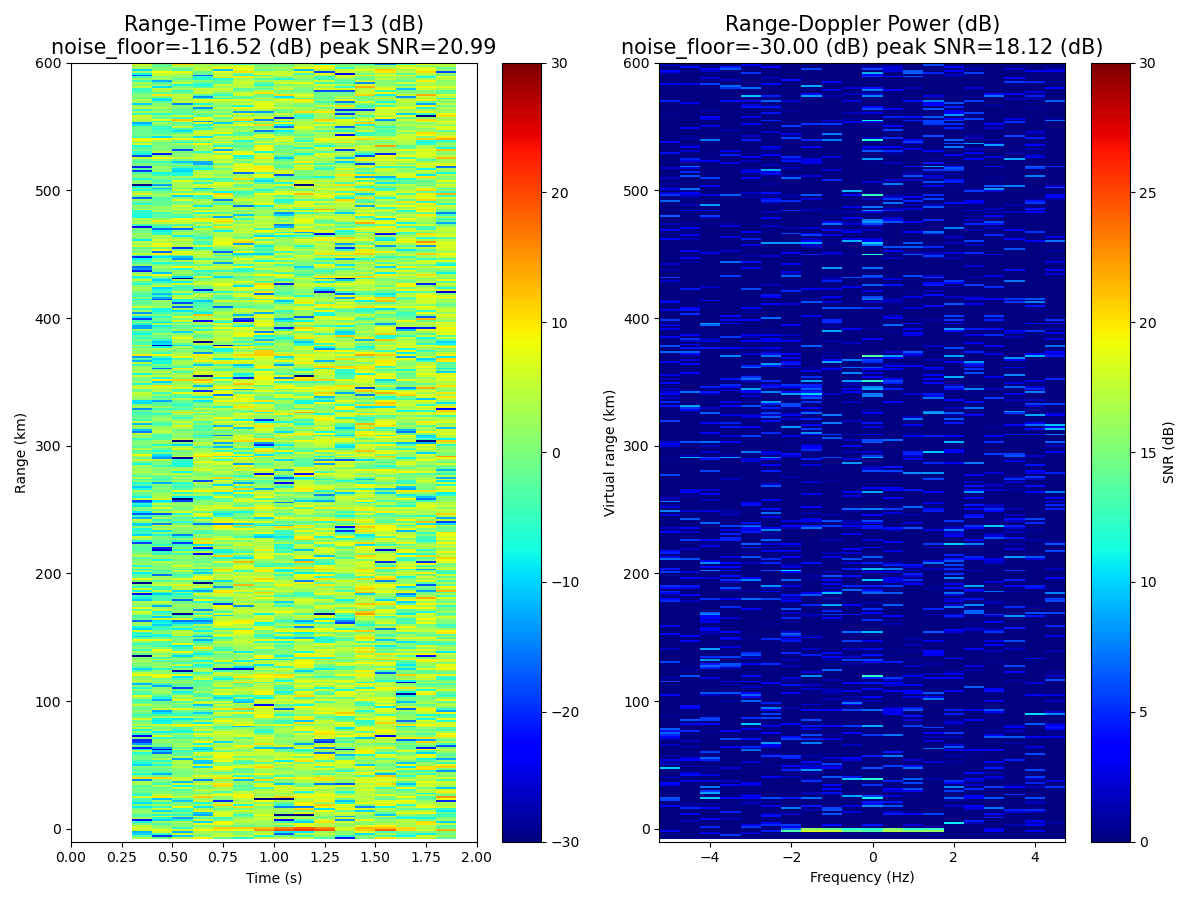 Range-Time Power f=13 (dB)
noise_floor=-116.52 (dB) peak SNR=20.99
600
500
400
300
200
100
0
Range (km)
0.00 0.25 0.50 0.75 1.00 1.25 1.50 1.75 2.00
Time (s)
30
20
10
0
−10
−20
−30
Range-Doppler Power (dB)
noise_floor=-30.00 (dB) peak SNR=18.12 (dB)
600
500
400
300
200
100
0
Virtual range (km)
−4 −2 0 2 4
Frequency (Hz)
30
25
20
15
10
5
0
SNR (dB)